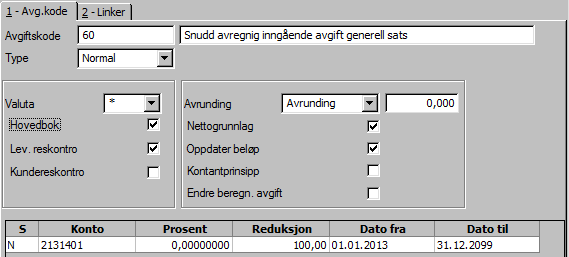 1 - Avg.kode 2 - Linker
Avgiftskode 60 Snudd avregnig inngående avgift generell sats
Type Normal
Valuta * Avrunding Avrunding 0,000
Hovedbok Nettogrunnlag
Lev. reskontro Oppdater beløp
Kundereskontro Kontantprinsipp
Endre beregn. avgift
S Konto Prosent Reduksjon Dato fra Dato til
N 2131401 0,00000000 100,00 01.01.2013 31.12.2099